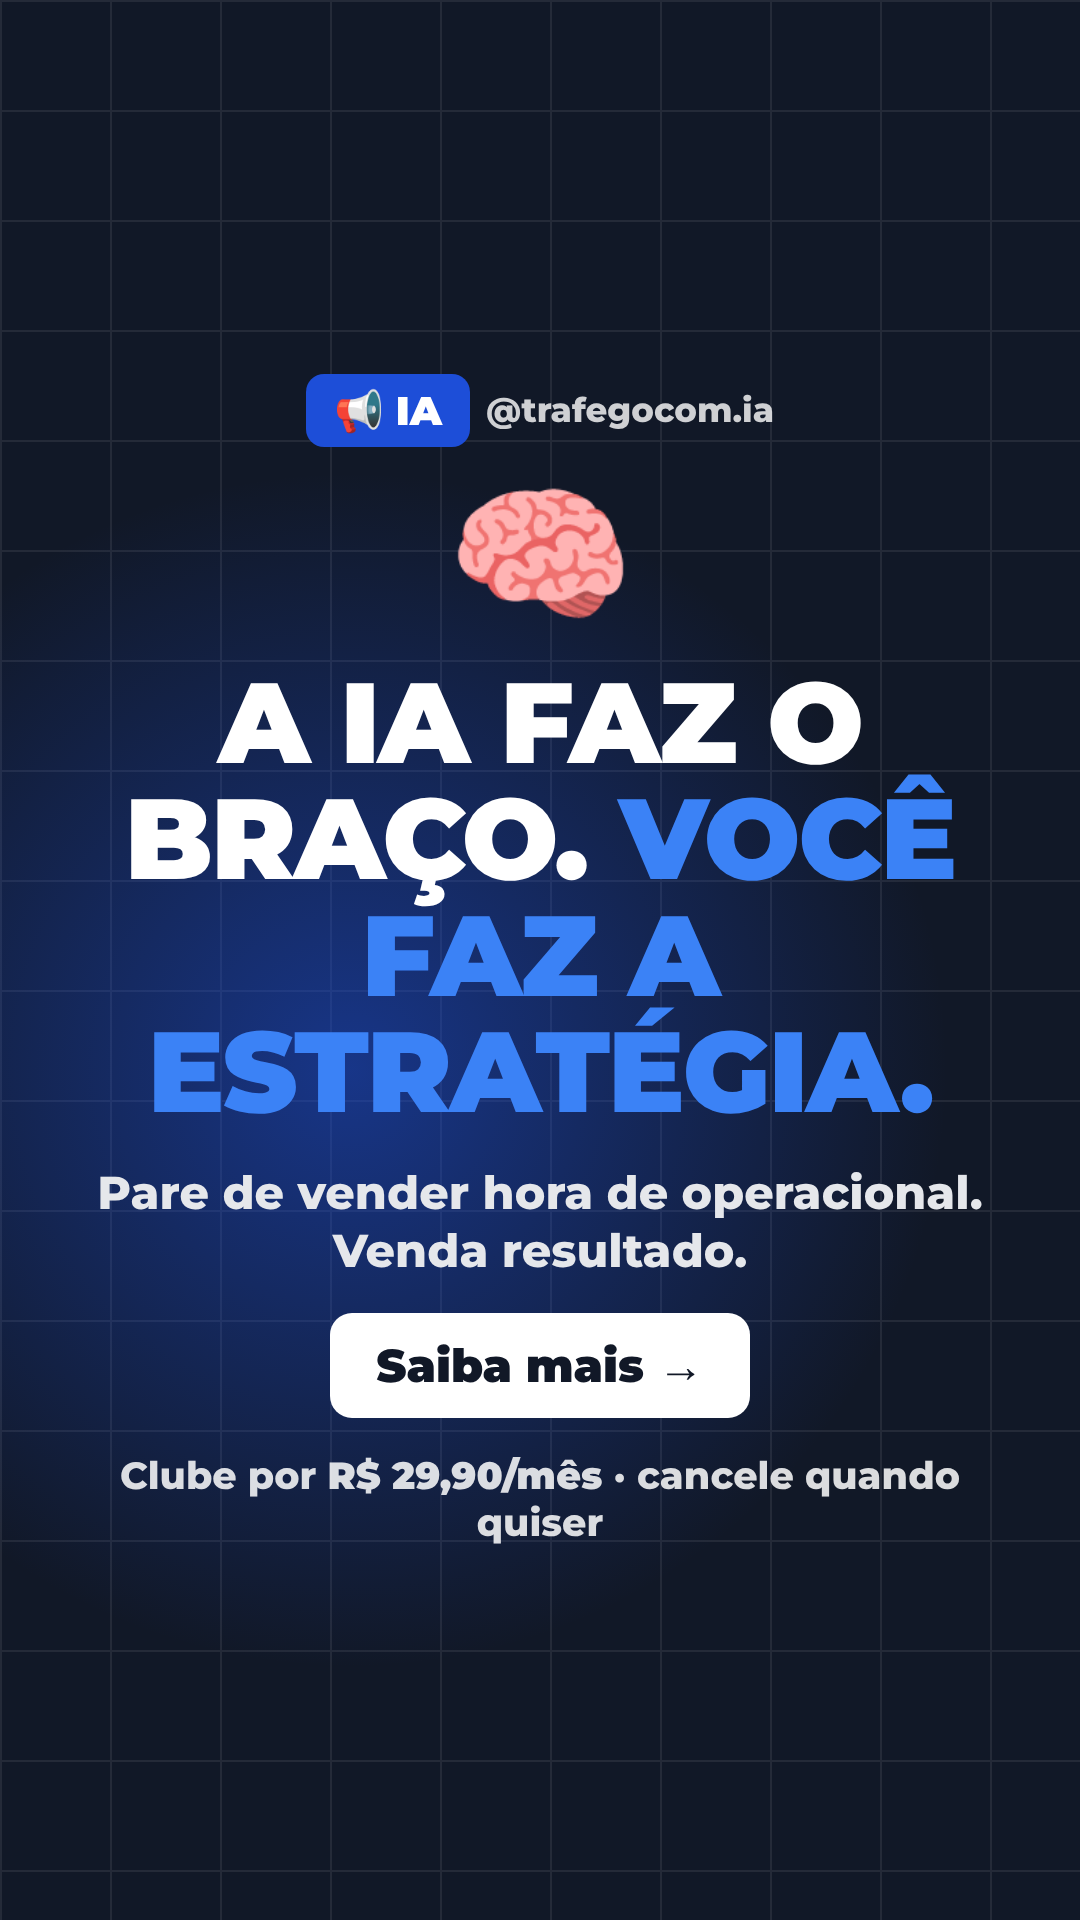 📢 IA @trafegocom.ia
A IA FAZ O
BRAÇO. VOCÊ
FAZ A
ESTRATÉGIA.
Pare de vender hora de operacional.
Venda resultado.
Saiba mais →
Clube por R$ 29,90/mês • cancele quando
quiser